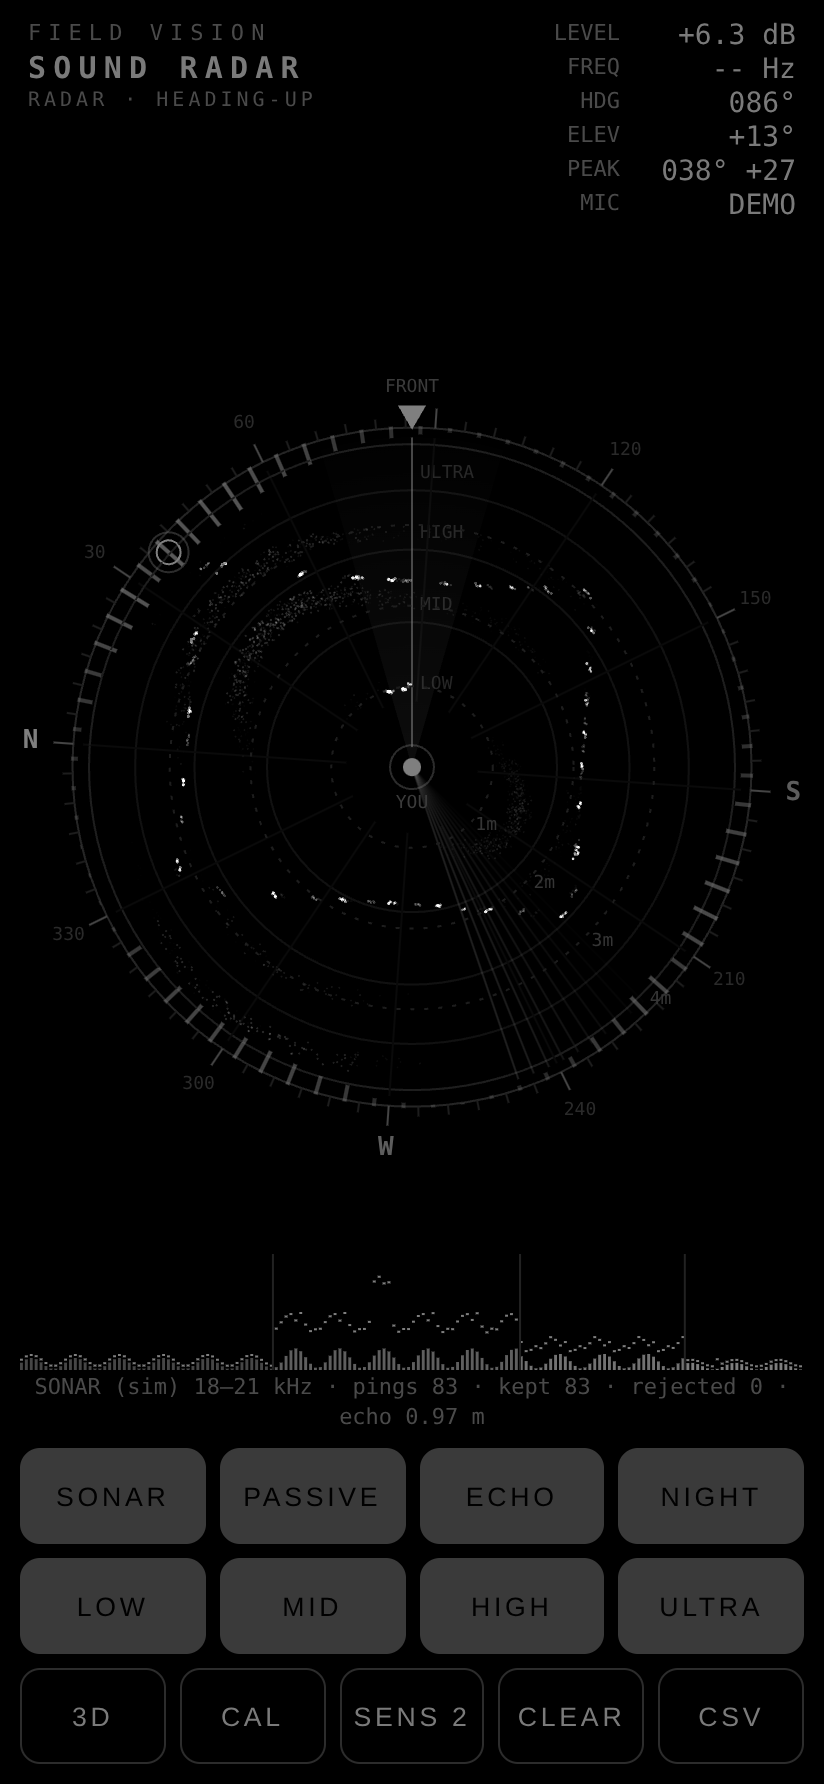 FIELD VISION
SOUND RADAR
RADAR · HEADING-UP
LEVEL +6.3 dB
FREQ -- Hz
HDG 086°
ELEV +13°
PEAK 038° +27
MIC DEMO
FRONT
60
120
ULTRA
HIGH
30
150
MID
LOW
N
S
YOU
1m
2m
330
3m
210
4m
300
240
W
SONAR (sim) 18–21 kHz · pings 83 · kept 83 · rejected 0 ·
echo 0.97 m
SONAR PASSIVE ECHO NIGHT
LOW MID HIGH ULTRA
3D CAL SENS 2 CLEAR CSV